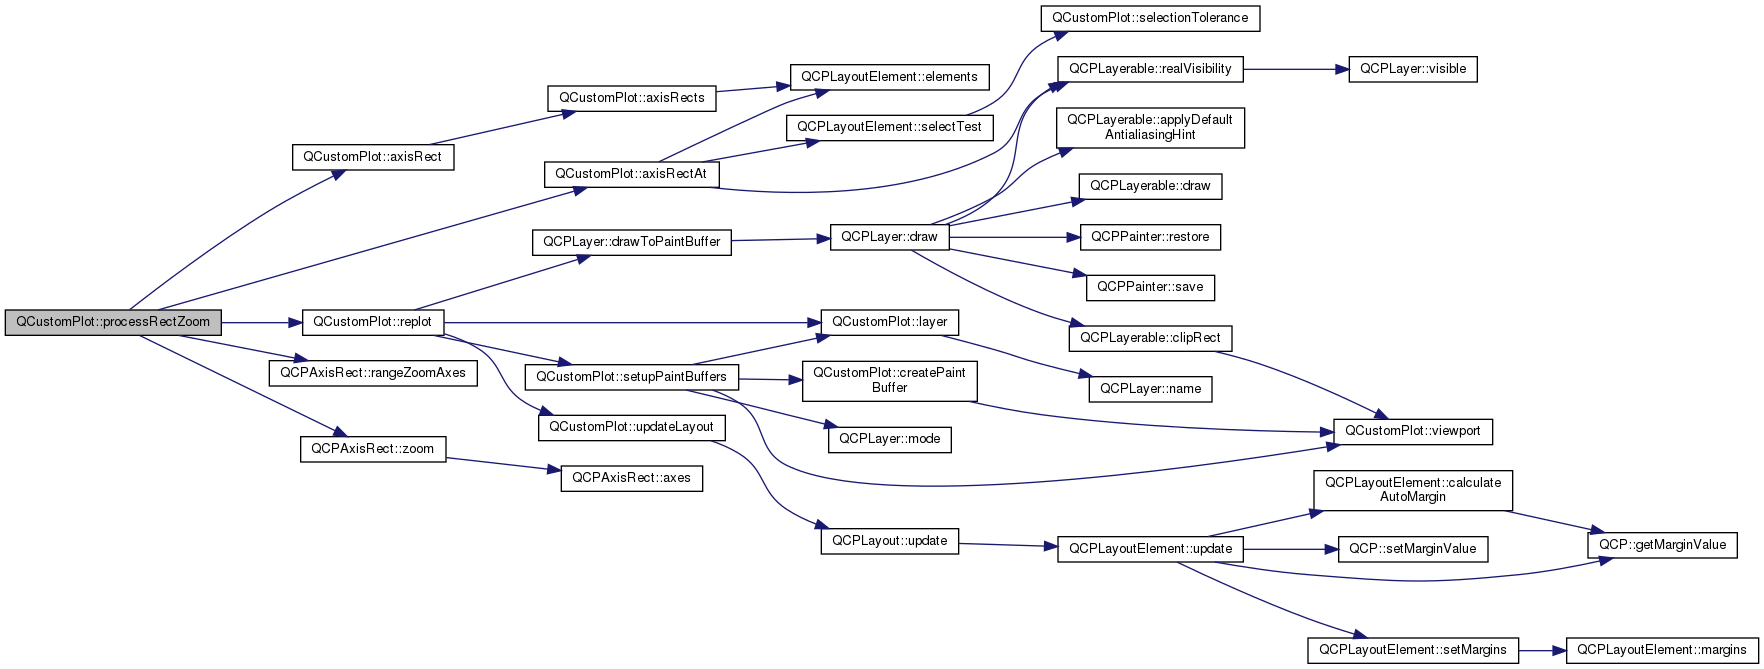 QCustomPlot::selectionTolerance
QCPLayerable::realVisibility
QCPLayer::visible
QCPLayoutElement::elements
QCustomPlot::axisRects
QCPLayerable::applyDefault
AntialiasingHint
QCPLayoutElement::selectTest
QCustomPlot::axisRect
QCustomPlot::axisRectAt
QCPLayerable::draw
QCPLayer::drawToPaintBuffer
QCPLayer::draw
QCPPainter::restore
QCPPainter::save
QCustomPlot::processRectZoom
QCustomPlot::replot
QCustomPlot::layer
QCPLayerable::clipRect
QCPAxisRect::rangeZoomAxes
QCustomPlot::setupPaintBuffers
QCustomPlot::createPaint
Buffer
QCPLayer::name
QCustomPlot::updateLayout
QCPLayer::mode
QCustomPlot::viewport
QCPAxisRect::zoom
QCPAxisRect::axes
QCPLayoutElement::calculate
AutoMargin
QCPLayout::update
QCPLayoutElement::update
QCP::setMarginValue
QCP::getMarginValue
QCPLayoutElement::setMargins
QCPLayoutElement::margins